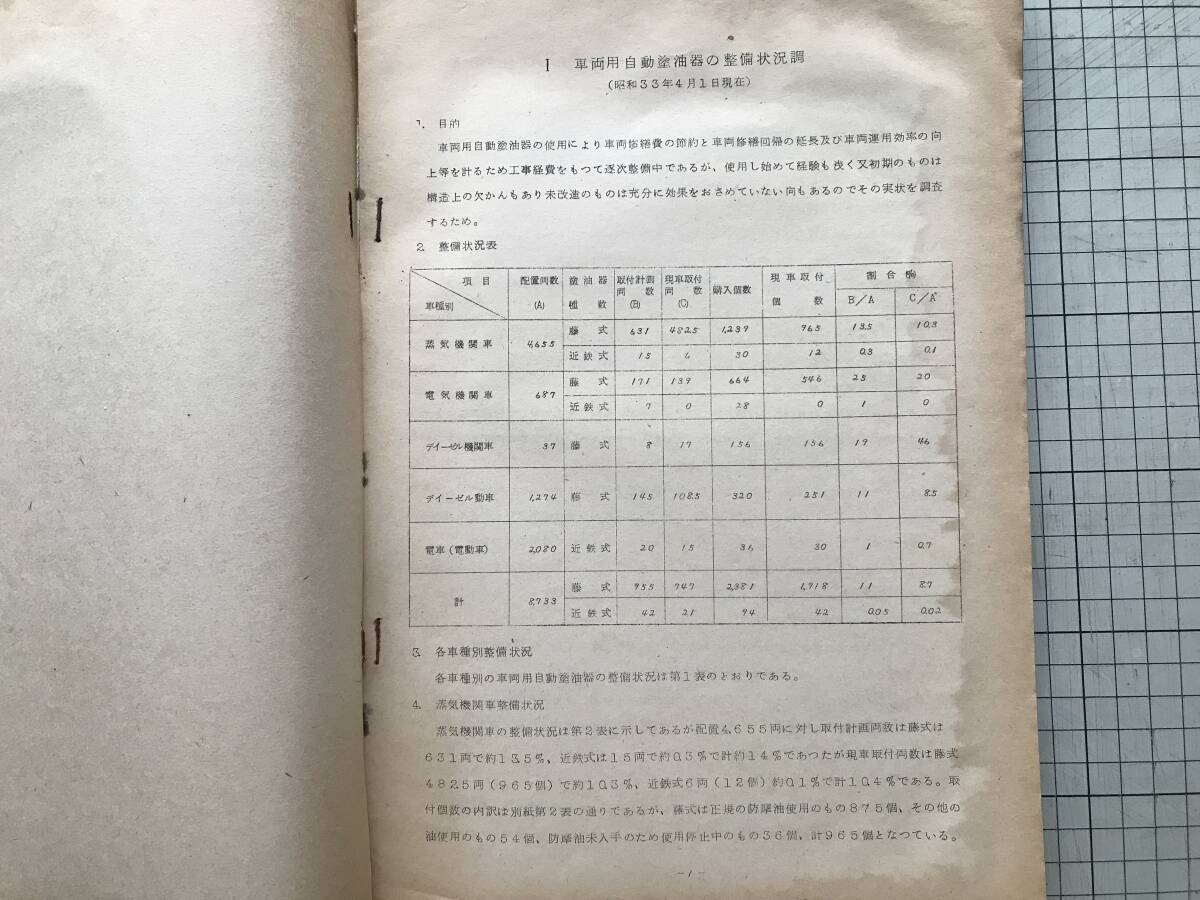 I 車両用自動塗油器の整備状況調
(昭和33年4月1日現在)
1. 目的
車両用自動塗油器の使用により車両修繕費の節約と車両修繕回帰の延長及び車両運用効率の向
上等を計るため工事経費をもつて逐次整備中であるが、使用し始めて経験も浅く又初期のものは
構造上の欠かんもあり未改進のものは充分に効果をおさめていない向もあるのでその実状を調査
するため。
2. 整備状況表
項目 配置両数 塗油器 取付計画 現車取付 購入個数 現車取付 割合(%)
車種別 (A) 種数 両数 (B) 両数 (C) 個数 B/A C/A
蒸気機関車 4,655 藤式 631 482.5 1,239 965 13.5 10.3
近鉄式 15 6 30 12 0.3 0.1
電気機関車 687 藤式 171 139 664 546 25 20
近鉄式 7 0 28 0 1 0
デイーゼル機関車 37 藤式 8 17 156 156 19 46
デイーゼル動車 1,274 藤式 145 108.5 320 251 11 8.5
電車(電動車) 2,080 近鉄式 20 15 36 30 1 0.7
計 8,733 藤式 955 747 2,381 1,918 11 8.7
近鉄式 42 21 94 42 0.05 0.02
3. 各車種別整備状況
各車種別の車両用自動塗油器の整備状況は第1表のとおりである。
4. 蒸気機関車整備状況
蒸気機関車の整備状況は第2表に示してあるが配置4,655両に対し取付計画両数は藤式は
631両で約13.5%、近鉄式は15両で約0.3%で計約14%であつたが現車取付両数は藤式
482.5両(965個)で約10.3%、近鉄式6両(12個)約0.1%で計10.4%である。取
付個数の内訳は別紙第2表の通りであるが、藤式は正規の防摩油使用のもの875個、その他の
油使用のもの54個、防摩油未入手のため使用停止中のもの36個、計965個となつている。
-1-